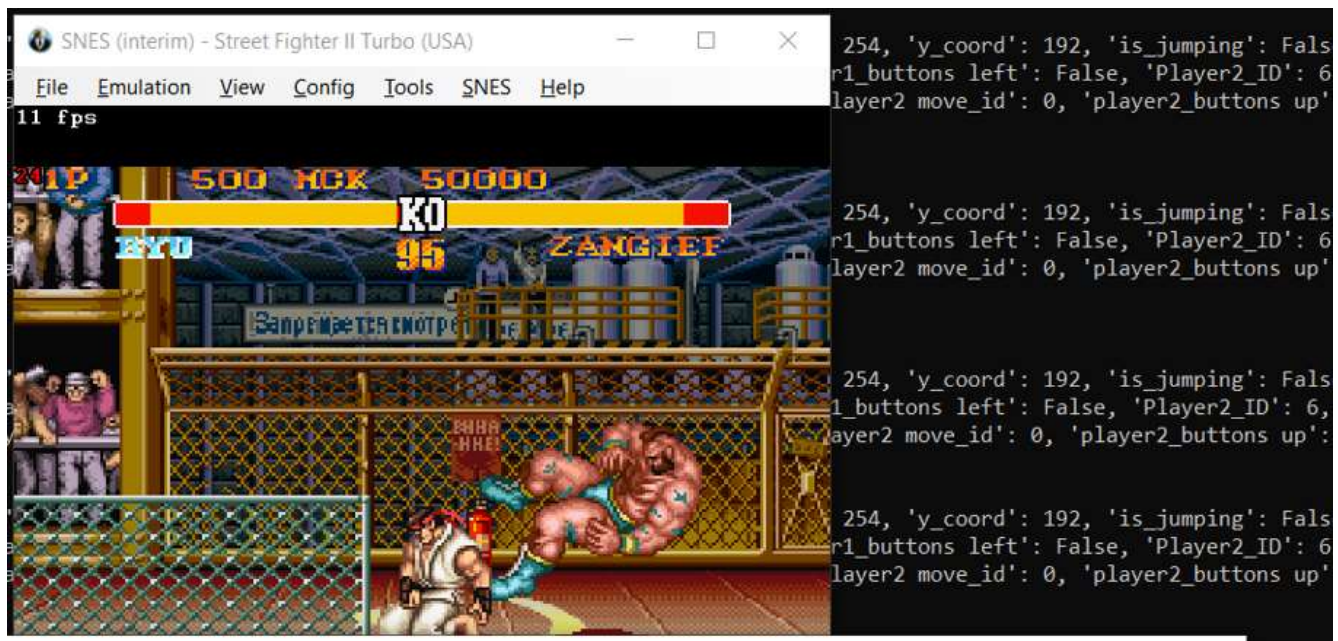 SNES (interim) - Street Fighter II Turbo (USA)
File Emulation View Config Tools SNES Help
11 fps
241P 500 HCK 50000
KO
RYU 95 ZANGIEF
Запрещается смотре
254, 'y_coord': 192, 'is_jumping': Fals
r1_buttons left': False, 'Player2_ID': 6
layer2 move_id': 0, 'player2_buttons up'
254, 'y_coord': 192, 'is_jumping': Fals
r1_buttons left': False, 'Player2_ID': 6
layer2 move_id': 0, 'player2_buttons up'
254, 'y_coord': 192, 'is_jumping': Fals
1_buttons left': False, 'Player2_ID': 6,
ayer2 move_id': 0, 'player2_buttons up':
254, 'y_coord': 192, 'is_jumping': Fals
r1_buttons left': False, 'Player2_ID': 6
layer2 move_id': 0, 'player2_buttons up'